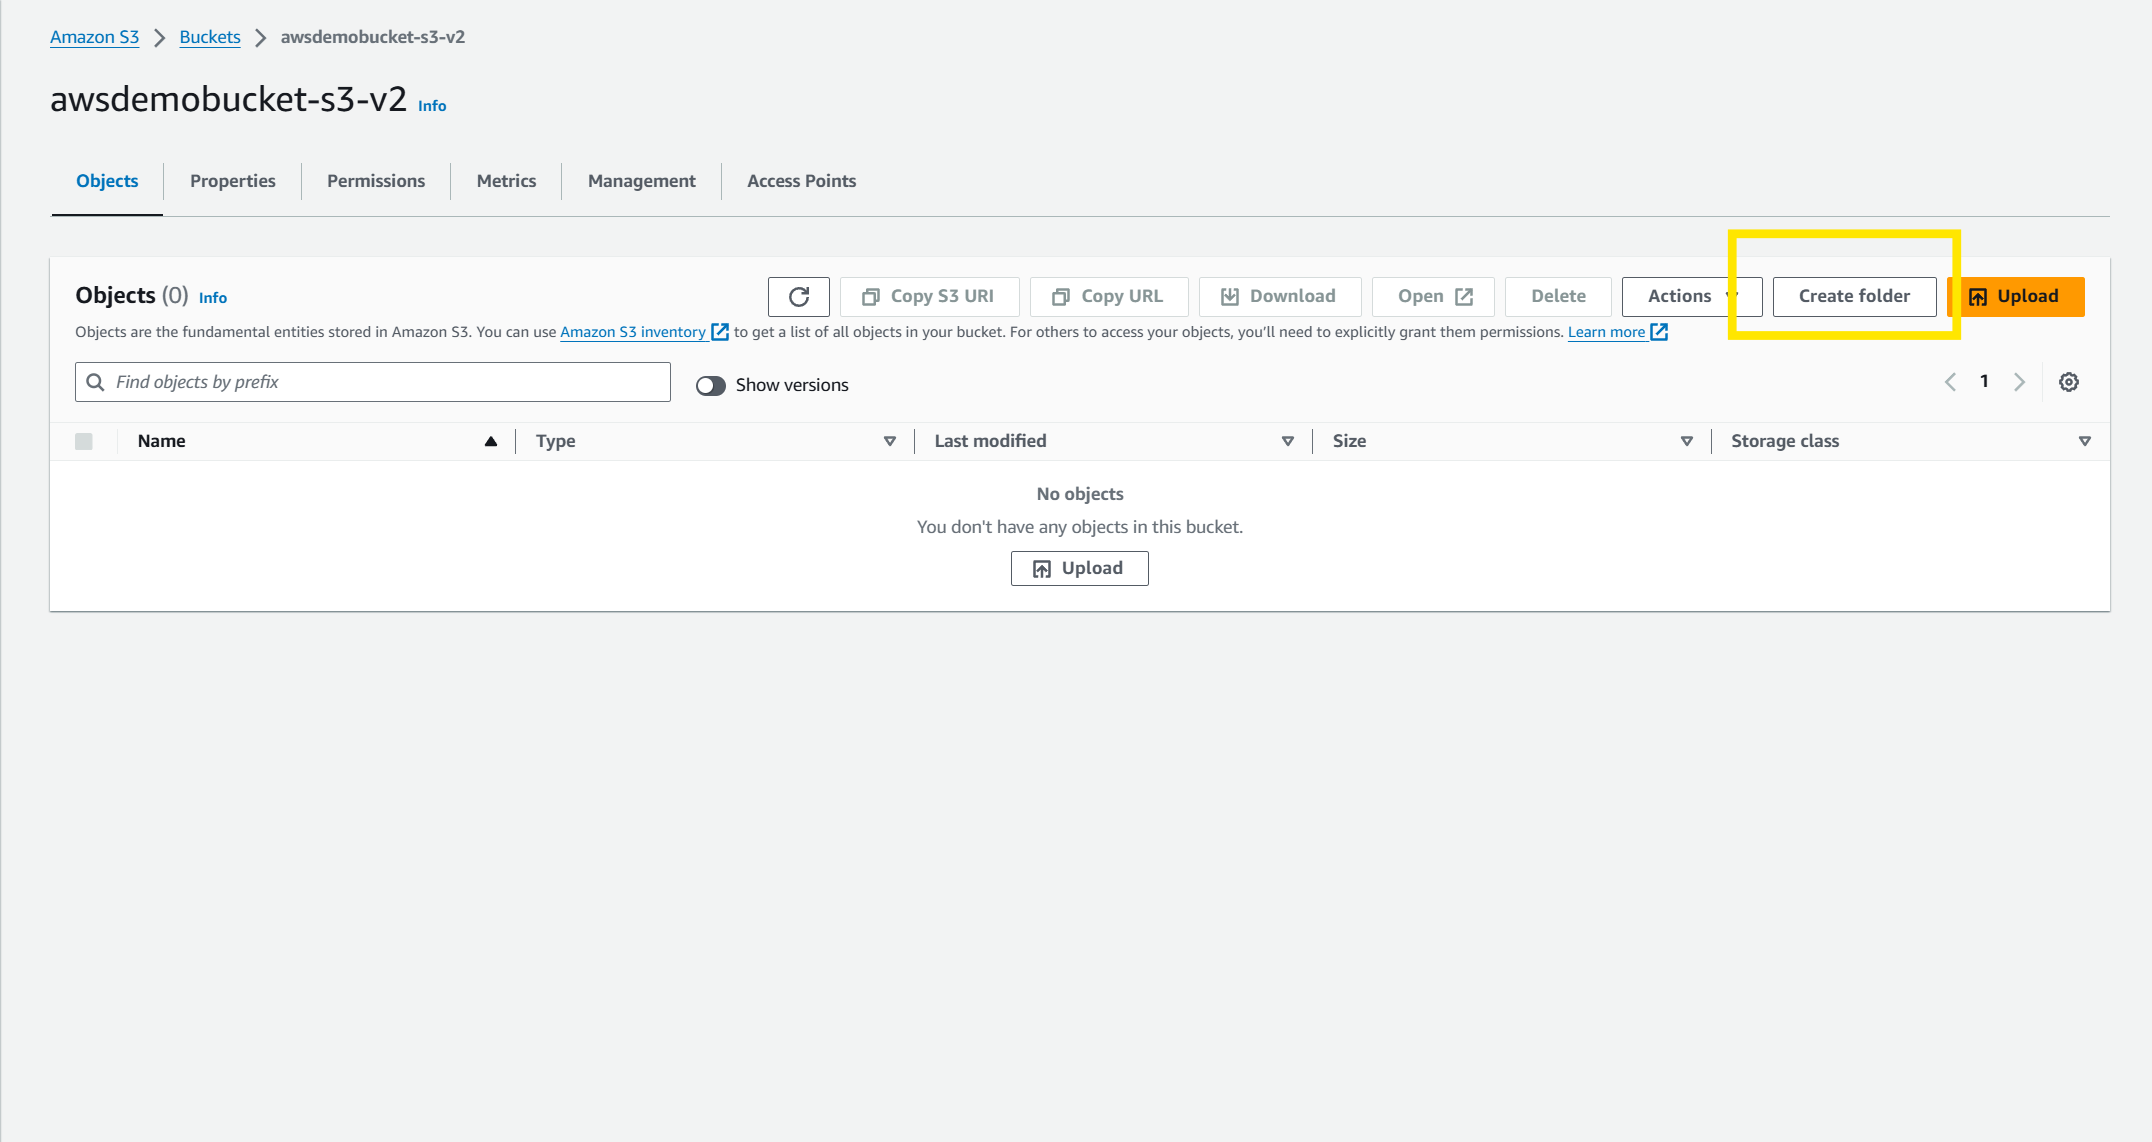 Amazon S3 Buckets awsdemobucket-s3-v2
awsdemobucket-s3-v2 Info
Objects Properties Permissions Metrics Management Access Points
Objects (0) Info
Copy S3 URI Copy URL Download Open Delete Actions Create folder Upload
Objects are the fundamental entities stored in Amazon S3. You can use Amazon S3 inventory to get a list of all objects in your bucket. For others to access your objects, you'll need to explicitly grant them permissions. Learn more
Find objects by prefix Show versions 1
Name Type Last modified Size Storage class
No objects
You don't have any objects in this bucket.
Upload